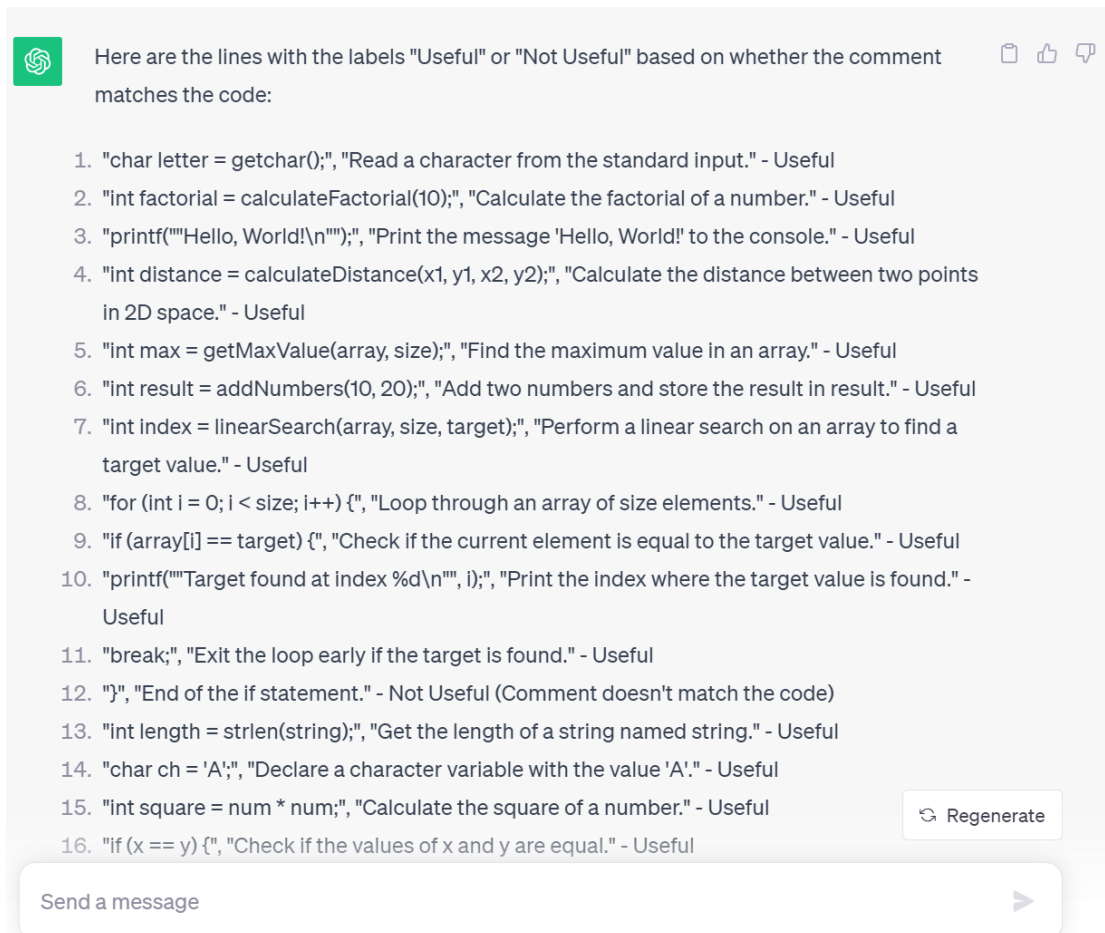 Here are the lines with the labels "Useful" or "Not Useful" based on whether the comment
matches the code:
1. "char letter = getchar();", "Read a character from the standard input." - Useful
2. "int factorial = calculateFactorial(10);", "Calculate the factorial of a number." - Useful
3. "printf(""Hello, World!\n"");", "Print the message 'Hello, World!' to the console." - Useful
4. "int distance = calculateDistance(x1, y1, x2, y2);", "Calculate the distance between two points
in 2D space." - Useful
5. "int max = getMaxValue(array, size);", "Find the maximum value in an array." - Useful
6. "int result = addNumbers(10, 20);", "Add two numbers and store the result in result." - Useful
7. "int index = linearSearch(array, size, target);", "Perform a linear search on an array to find a
target value." - Useful
8. "for (int i = 0; i < size; i++) {", "Loop through an array of size elements." - Useful
9. "if (array[i] == target) {", "Check if the current element is equal to the target value." - Useful
10. "printf(""Target found at index %d\n"", i);", "Print the index where the target value is found." -
Useful
11. "break;", "Exit the loop early if the target is found." - Useful
12. "}", "End of the if statement." - Not Useful (Comment doesn't match the code)
13. "int length = strlen(string);", "Get the length of a string named string." - Useful
14. "char ch = 'A';", "Declare a character variable with the value 'A'." - Useful
15. "int square = num * num;", "Calculate the square of a number." - Useful
Regenerate
16. "if (x == y) {", "Check if the values of x and y are equal." - Useful
Send a message